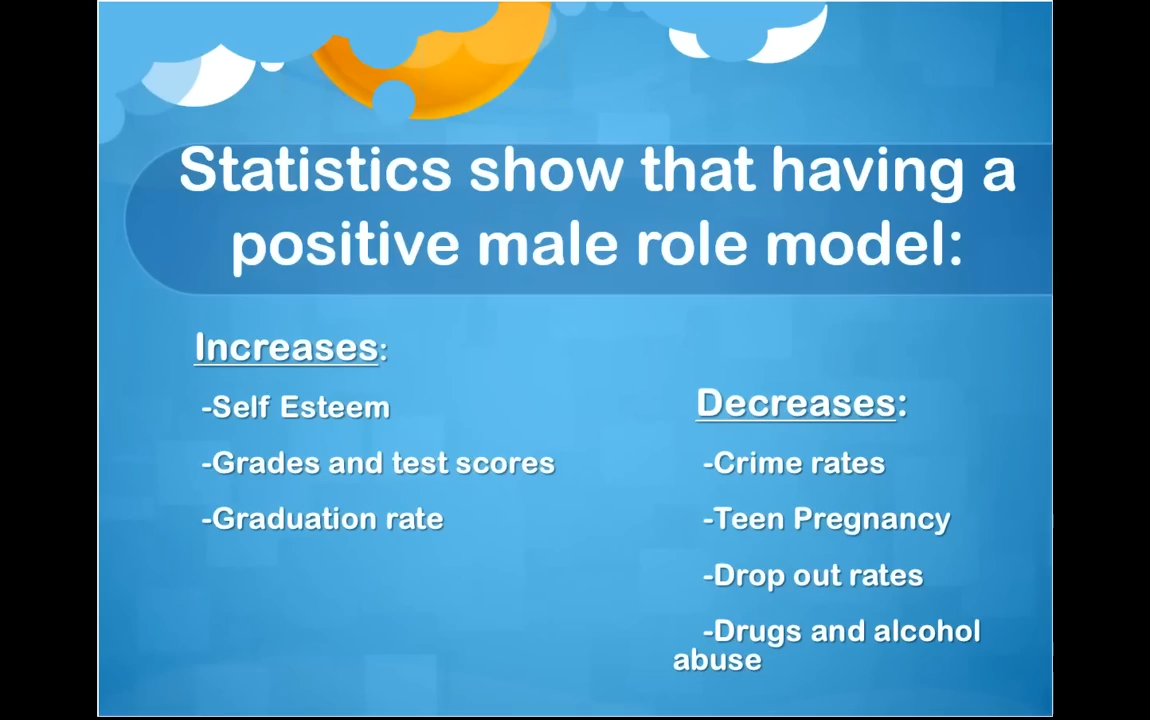 Statistics show that having a
positive male role model:
Increases:
-Self Esteem
-Grades and test scores
-Graduation rate
Decreases:
-Crime rates
-Teen Pregnancy
-Drop out rates
-Drugs and alcohol
abuse